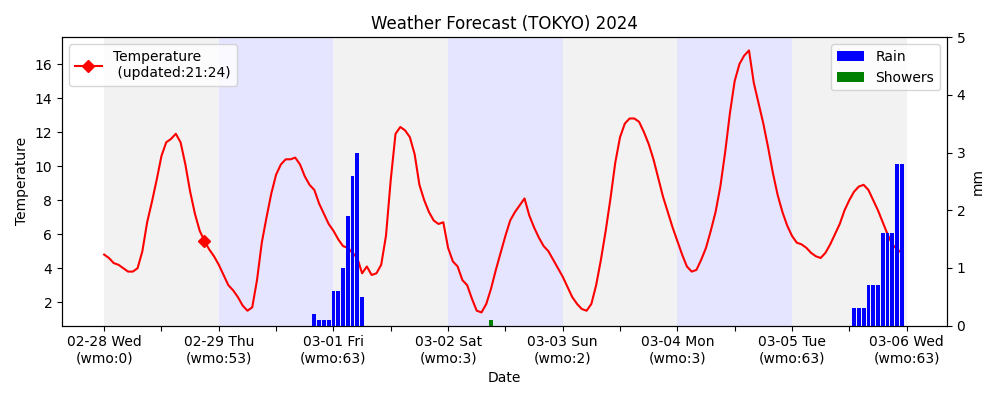 Weather Forecast (TOKYO) 2024
Temperature
(updated:21:24)
Rain
Showers
Temperature
16
14
12
10
8
6
4
2
5
4
3
2
1
0
mm
02-28 Wed
(wmo:0)
02-29 Thu
(wmo:53)
03-01 Fri
(wmo:63)
03-02 Sat
(wmo:3)
03-03 Sun
(wmo:2)
03-04 Mon
(wmo:3)
03-05 Tue
(wmo:63)
03-06 Wed
(wmo:63)
Date